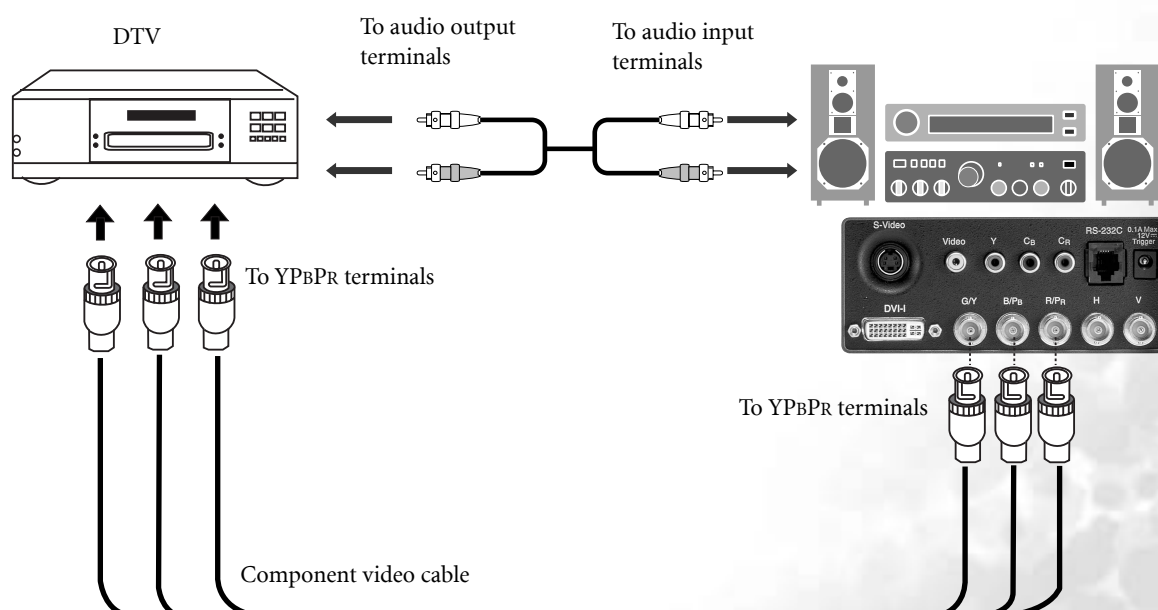 DTV
To audio output
terminals
To audio input
terminals
S-Video
Video Y CB CR RS-232C 0.1A Max
12V
Trigger
To YPBPR terminals
DVI-I G/Y B/PB R/PR H V
To YPBPR terminals
Component video cable